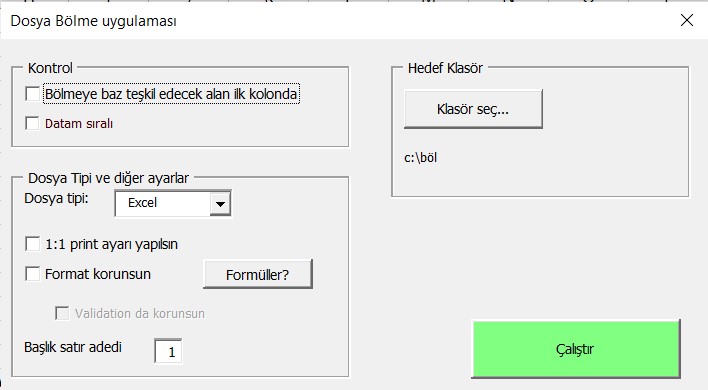 Dosya Bölme uygulaması
Kontrol
Bölmeye baz teşkil edecek alan ilk kolonda
Datam sıralı
Hedef Klasör
Klasör seç...
c:\böl
Dosya Tipi ve diğer ayarlar
Dosya tipi:
Excel
1:1 print ayarı yapılsın
Format korunsun
Formüller?
Validation da korunsun
Başlık satır adedi
1
Çalıştır